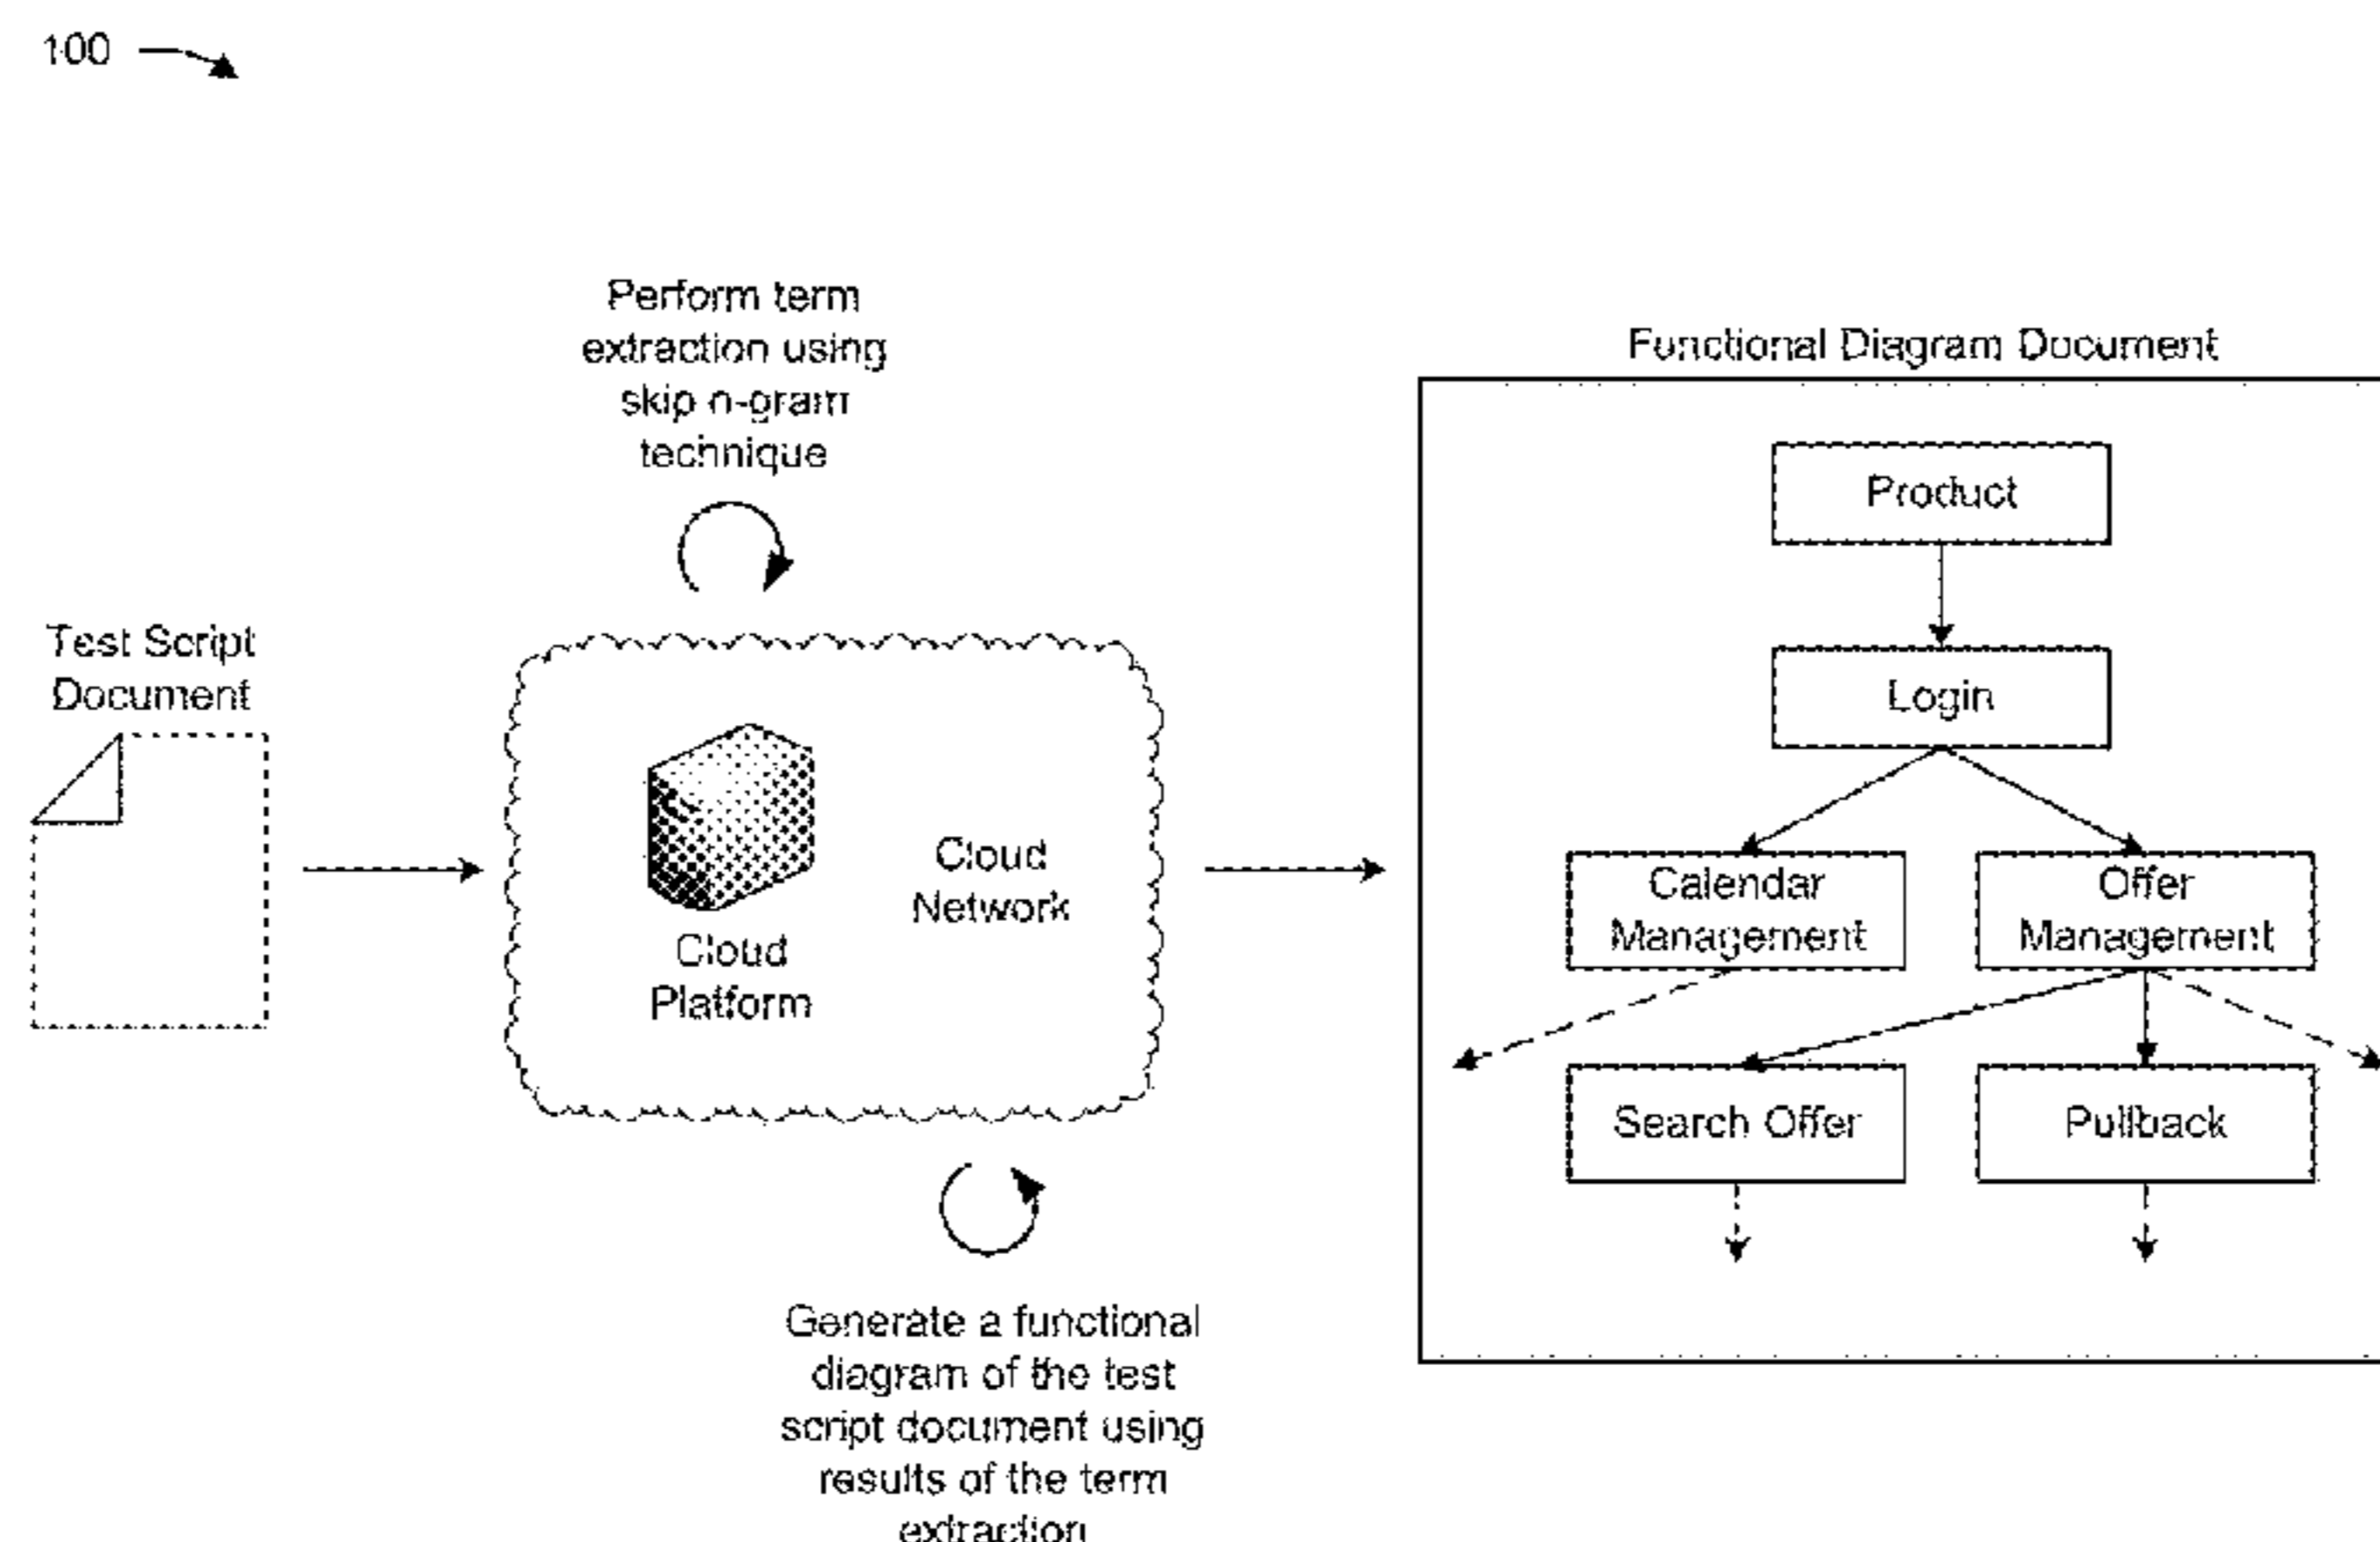 100
Perform term
extraction using
skip n-gram
technique
Test Script
Document
Cloud
Platform
Cloud
Network
Generate a functional
diagram of the test
script document using
results of the term
extraction
Functional Diagram Document
Product
Login
Calendar
Management
Offer
Management
Search Offer
Pullback